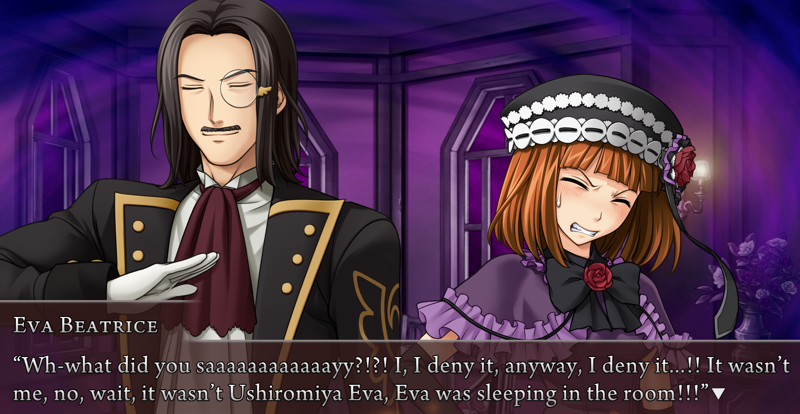 Eva Beatrice
“Wh-what did you saaaaaaaaaaaaayy?!?! I, I deny it, anyway, I deny it...!! It wasn't
me, no, wait, it wasn't Ushiromiya Eva, Eva was sleeping in the room!!!”▼